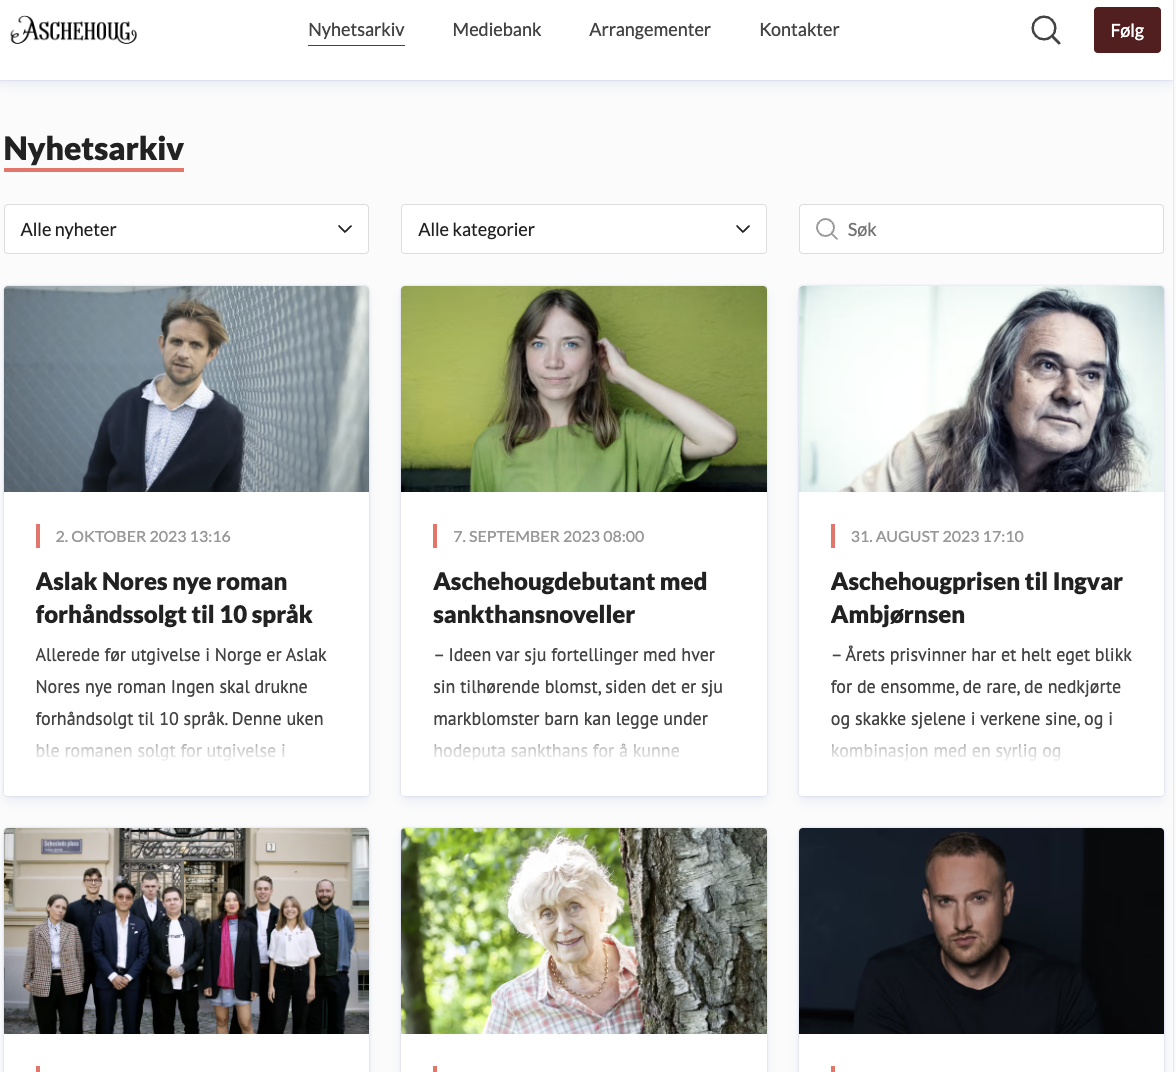 ASCHEHOUG
Nyhetsarkiv
Mediebank
Arrangementer
Kontakter
Følg
Nyhetsarkiv
Alle nyheter
Alle kategorier
Søk
2. OKTOBER 2023 13:16
Aslak Nores nye roman
forhåndssolgt til 10 språk
Allerede før utgivelse i Norge er Aslak
Nores nye roman Ingen skal drukne
forhåndsolgt til 10 språk. Denne uken
ble romanen solgt for utgivelse i
7. SEPTEMBER 2023 08:00
Aschehougdebutant med
sankthansnoveller
– Ideen var sju fortellinger med hver
sin tilhørende blomst, siden det er sju
markblomster barn kan legge under
hodeputa sankthans for å kunne
31. AUGUST 2023 17:10
Aschehougprisen til Ingvar
Ambjørnsen
– Årets prisvinner har et helt eget blikk
for de ensomme, de rare, de nedkjørte
og skakke sjelene i verkene sine, og i
kombinasjon med en syrlig og
Sehesteds plass